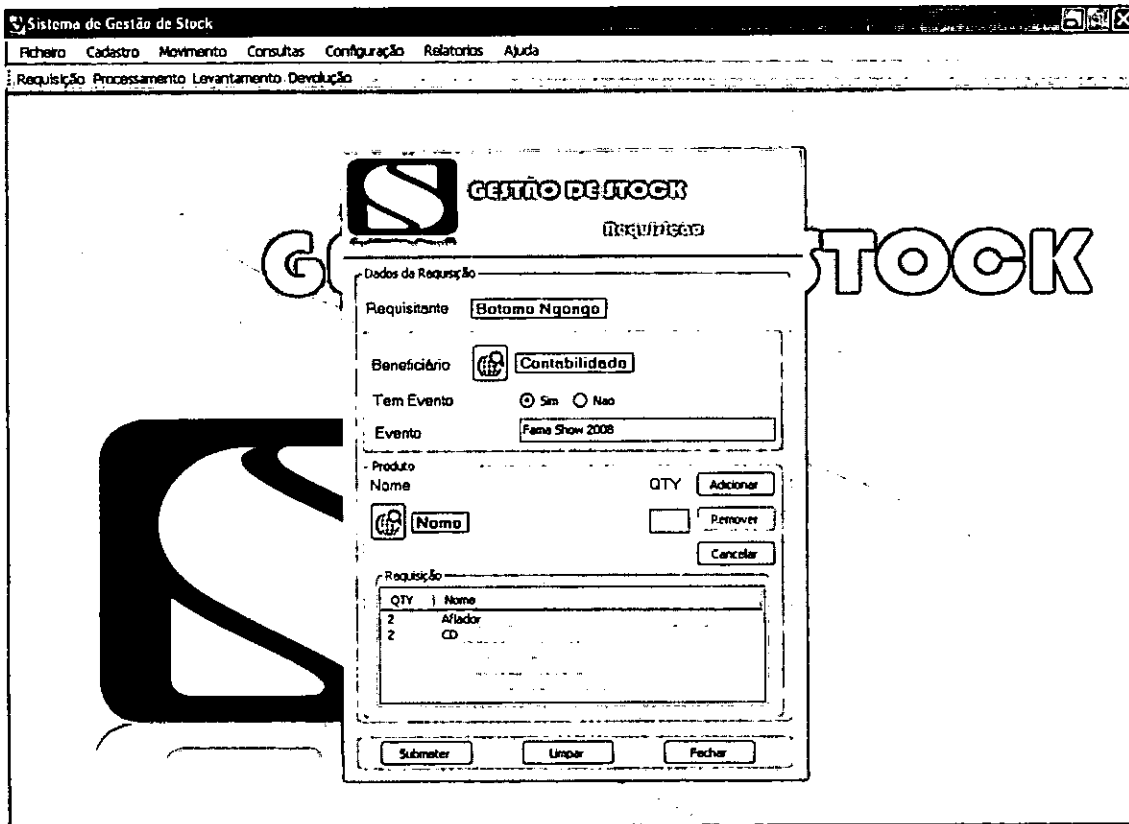 Sistema de Gestão de Stock
Ficheiro Cadastro Movimento Consultas Configuração Relatorios Ajuda
Requisição Processamento Levantamento Devolução
GESTÃO DE STOCK
Requisiçao
G STOCK
Dados da Requisição
Requisitante Botomo Ngongo
Beneficiário Contabilidade
Tem Evento Sim Nao
Evento Fama Show 2008
Produto
Nome QTY Adicionar
Nome Remover
Cancelar
Requisição
QTY Nome
2 Afiador
2 CD
Submeter Limpar Fechar